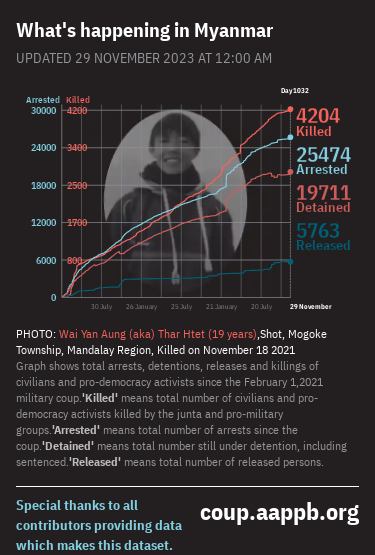 What's happening in Myanmar
UPDATED 29 NOVEMBER 2023 AT 12:00 AM
Day1032
Arrested Killed
30000 4200
24000 3400
18000 2500
12000 1700
6000 800
0
4204
Killed
25474
Arrested
19711
Detained
5763
Released
30 July 26 January 25 July 21 January 20 July 29 November
PHOTO: Wai Yan Aung (aka) Thar Htet (19 years),Shot, Mogoke
Township, Mandalay Region, Killed on November 18 2021
Graph shows total arrests, detentions, releases and killings of
civilians and pro-democracy activists since the February 1,2021
military coup.'Killed' means total number of civilians and pro-
democracy activists killed by the junta and pro-military
groups.'Arrested' means total number of arrests since the
coup.'Detained' means total number still under detention, including
sentenced.'Released' means total number of released persons.
Special thanks to all
contributors providing data
which makes this dataset.
coup.aappb.org